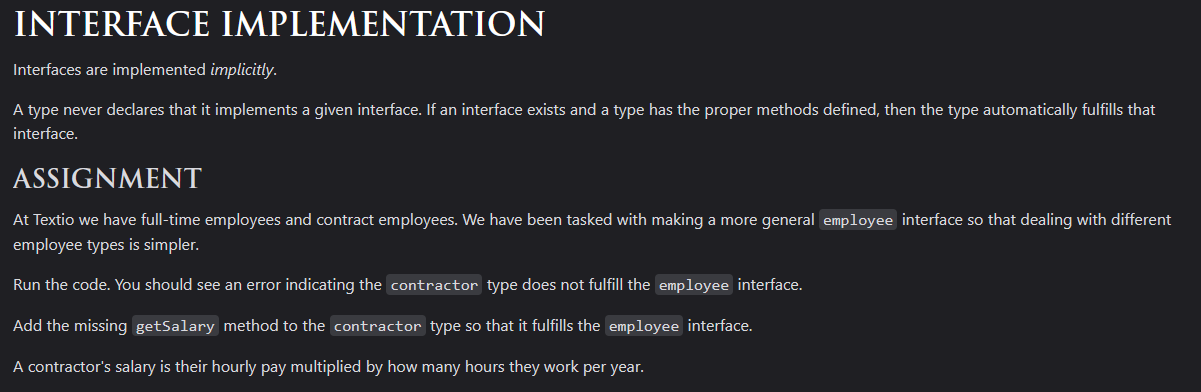 INTERFACE IMPLEMENTATION
Interfaces are implemented implicitly.
A type never declares that it implements a given interface. If an interface exists and a type has the proper methods defined, then the type automatically fulfills that
interface.
ASSIGNMENT
At Textio we have full-time employees and contract employees. We have been tasked with making a more general employee interface so that dealing with different
employee types is simpler.
Run the code. You should see an error indicating the contractor type does not fulfill the employee interface.
Add the missing getSalary method to the contractor type so that it fulfills the employee interface.
A contractor's salary is their hourly pay multiplied by how many hours they work per year.